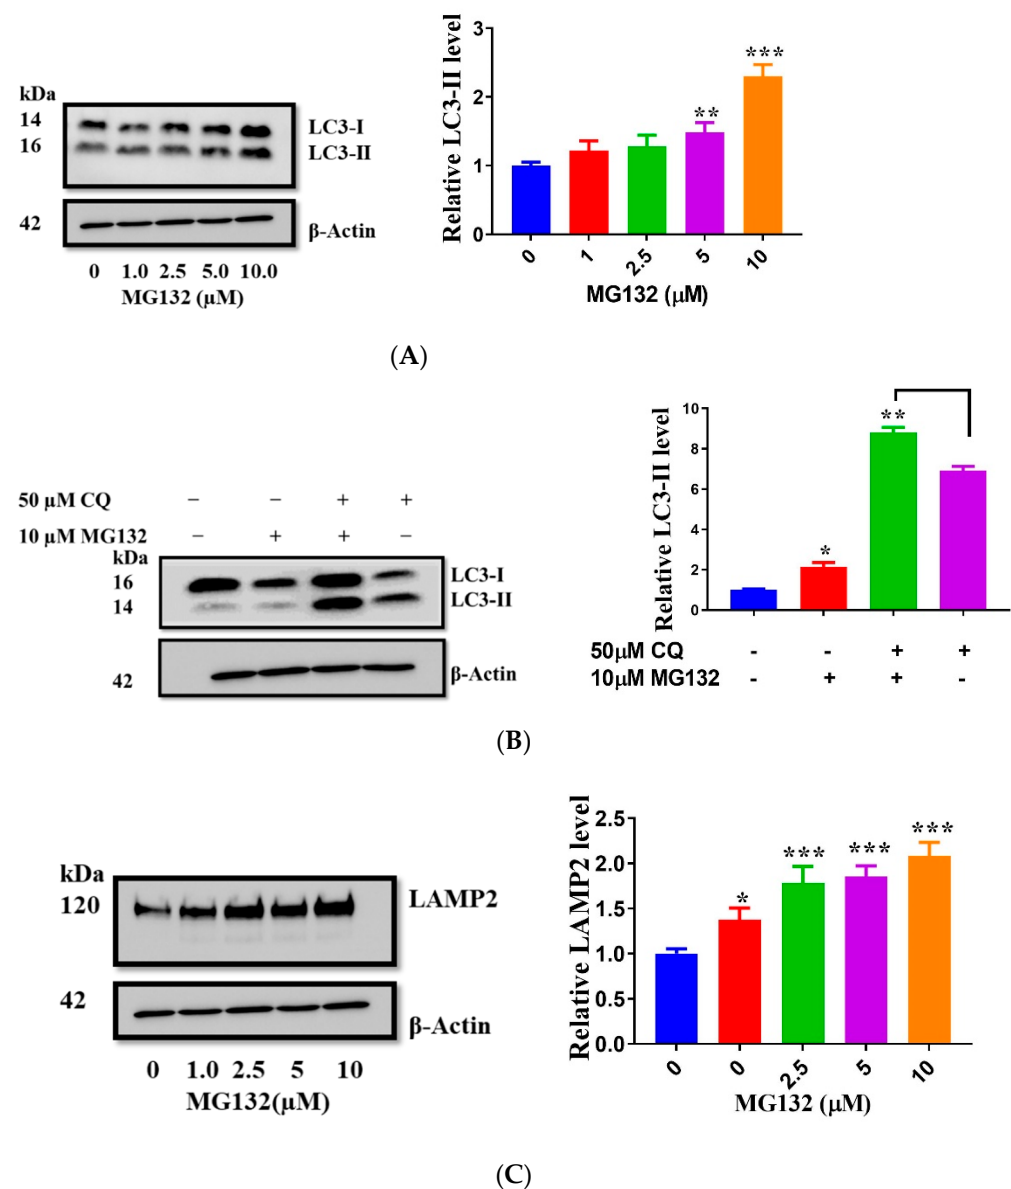 kDa
14
16
LC3-I
LC3-II
42
β-Actin
0 1.0 2.5 5.0 10.0
MG132 (µM)
Relative LC3-II level
3
2
1
0
** ***
0 1 2.5 5 10
MG132 (µM)
(A)
50 µM CQ − − + +
10 µM MG132 − + + −
kDa
16
14
LC3-I
LC3-II
42
β-Actin
Relative LC3-II level
10
8
6
4
2
0
* **
50µM CQ - - + +
10µM MG132 - + + -
(B)
kDa
120
LAMP2
42
β-Actin
0 1.0 2.5 5 10
MG132(µM)
Relative LAMP2 level
2.5
2.0
1.5
1.0
0.5
0.0
* *** *** ***
0 0 2.5 5 10
MG132 (µM)
(C)